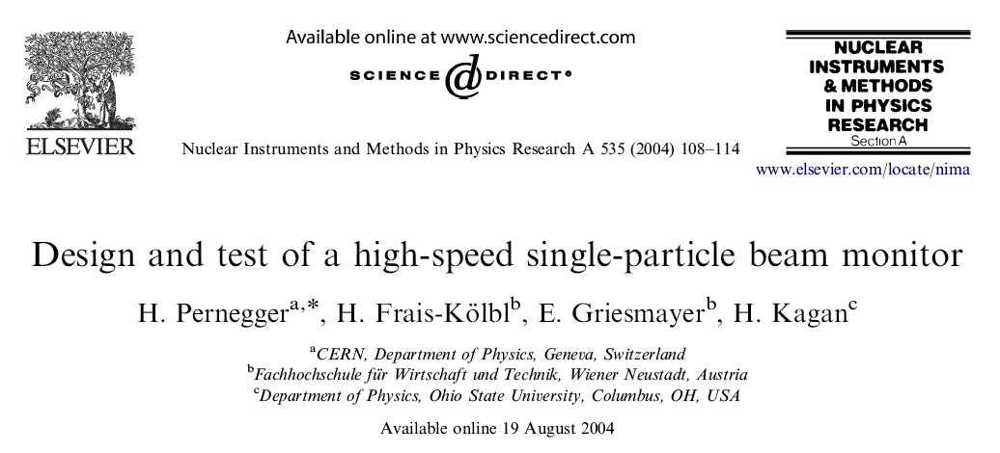 Available online at www.sciencedirect.com
SCIENCE @ DIRECT®
ELSEVIER
Nuclear Instruments and Methods in Physics Research A 535 (2004) 108–114
NUCLEAR
INSTRUMENTS
& METHODS
IN PHYSICS
RESEARCH
Section A
www.elsevier.com/locate/nima
Design and test of a high-speed single-particle beam monitor
H. Pernegger^a,*, H. Frais-Kölbl^b, E. Griesmayer^b, H. Kagan^c
^aCERN, Department of Physics, Geneva, Switzerland
^bFachhochschule für Wirtschaft und Technik, Wiener Neustadt, Austria
^cDepartment of Physics, Ohio State University, Columbus, OH, USA
Available online 19 August 2004